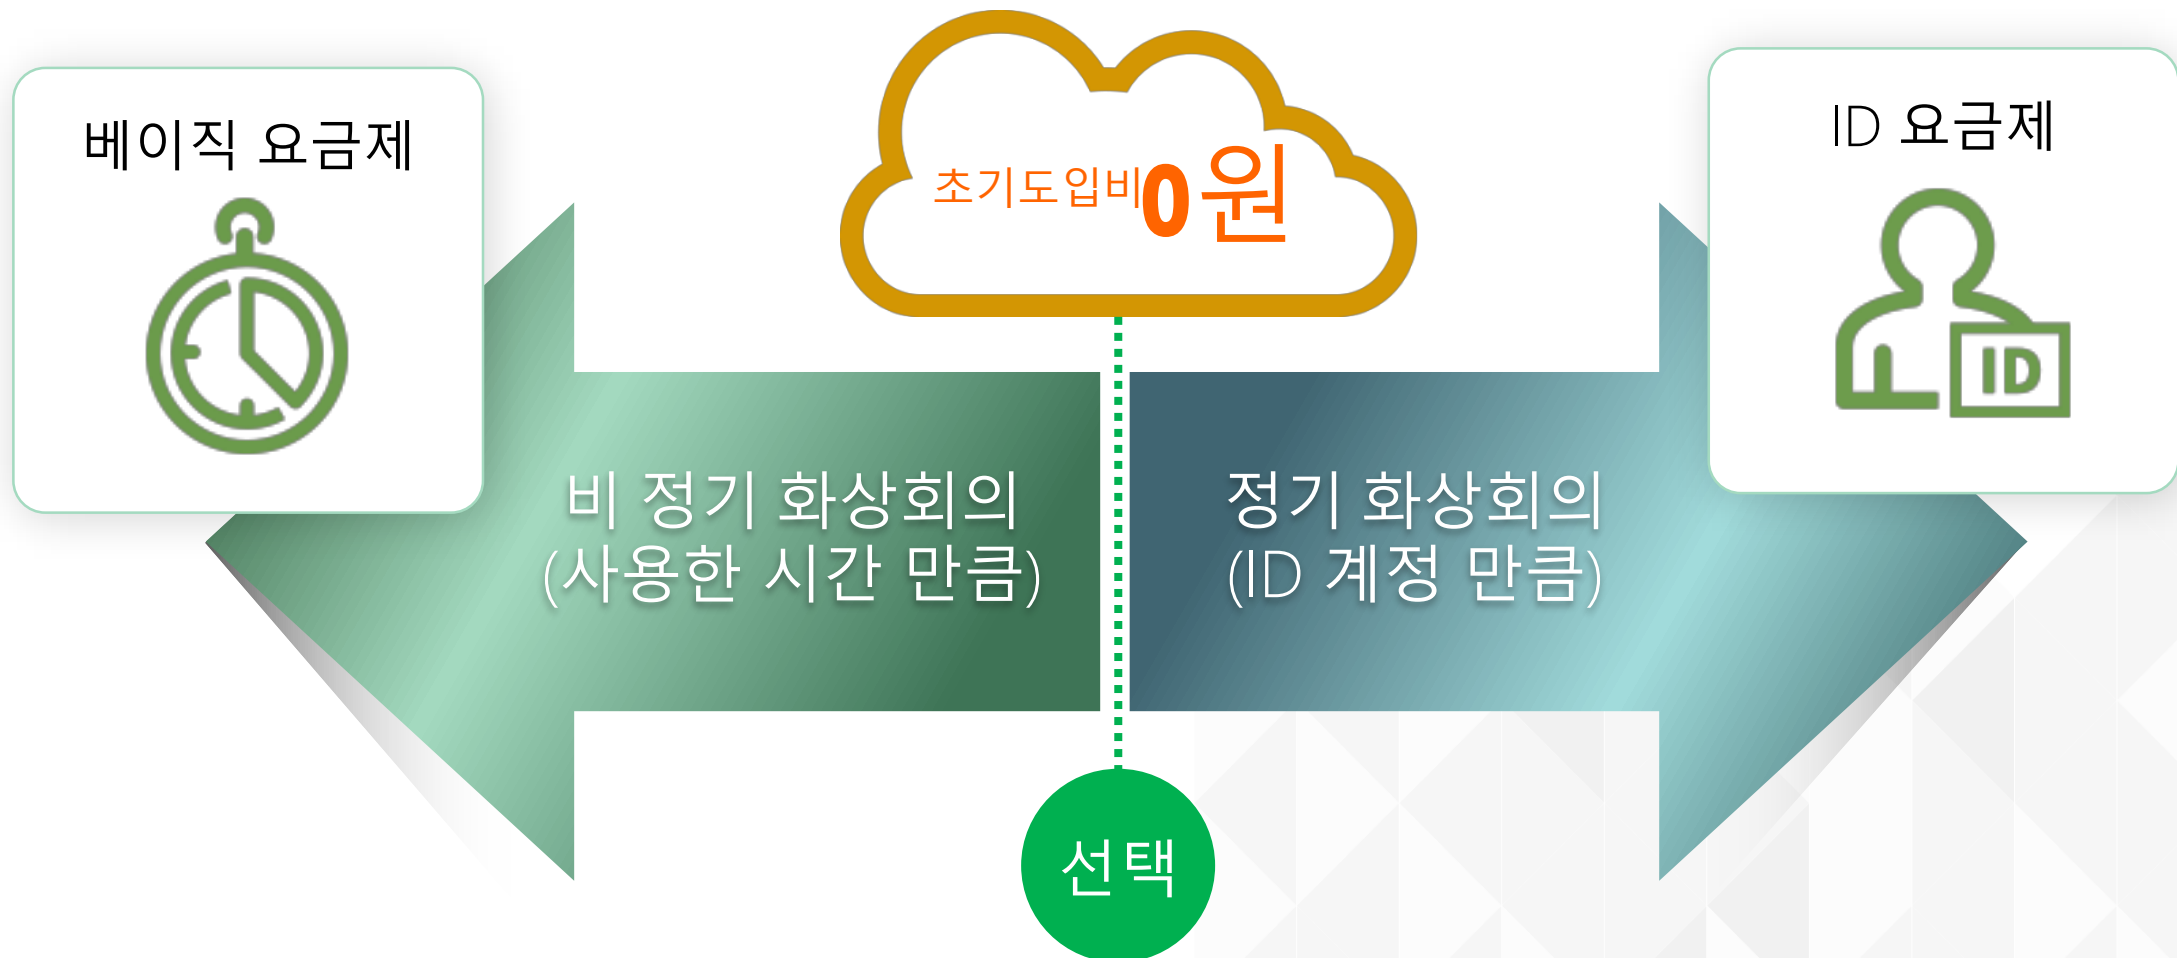 베이직 요금제
초기도입비0원
ID 요금제
ID
비 정기 화상회의
(사용한 시간 만큼)
정기 화상회의
(ID 계정 만큼)
선택